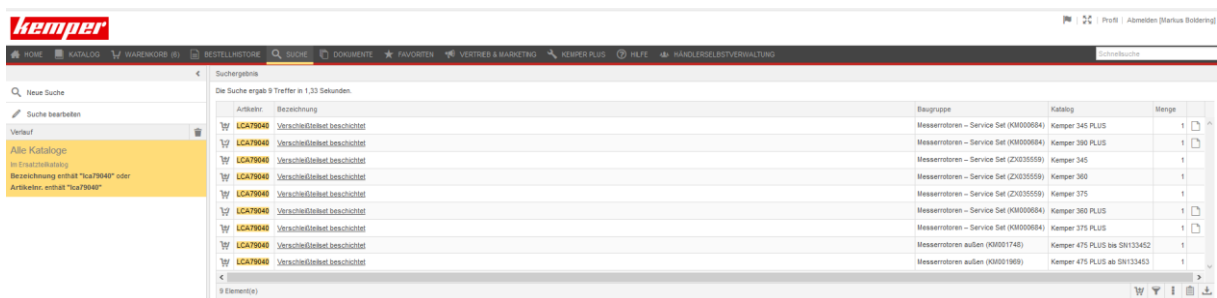 kemper
Profil | Abmelden [Markus Boldering]
HOME KATALOG WARENKORB (6) BESTELLHISTORIE SUCHE DOKUMENTE FAVORITEN VERTRIEB & MARKETING KEMPER PLUS HILFE HÄNDLERSELBSTVERWALTUNG Schnellsuche
Suchergebnis
Neue Suche
Suche bearbeiten
Verlauf
Alle Kataloge
Im Ersatzteilkatalog
Bezeichnung enthält "lca79040" oder
Artikelnr. enthält "lca79040"
Die Suche ergab 9 Treffer in 1,33 Sekunden.
Artikelnr. Bezeichnung Baugruppe Katalog Menge
LCA79040 Verschleißteilset beschichtet Messerrotoren – Service Set (KM000684) Kemper 345 PLUS 1
LCA79040 Verschleißteilset beschichtet Messerrotoren – Service Set (KM000684) Kemper 390 PLUS 1
LCA79040 Verschleißteilset beschichtet Messerrotoren – Service Set (ZX035559) Kemper 345 1
LCA79040 Verschleißteilset beschichtet Messerrotoren – Service Set (ZX035559) Kemper 360 1
LCA79040 Verschleißteilset beschichtet Messerrotoren – Service Set (ZX035559) Kemper 375 1
LCA79040 Verschleißteilset beschichtet Messerrotoren – Service Set (KM000684) Kemper 360 PLUS 1
LCA79040 Verschleißteilset beschichtet Messerrotoren – Service Set (KM000684) Kemper 375 PLUS 1
LCA79040 Verschleißteilset beschichtet Messerrotoren außen (KM001748) Kemper 475 PLUS bis SN133452 1
LCA79040 Verschleißteilset beschichtet Messerrotoren außen (KM001969) Kemper 475 PLUS ab SN133453 1
9 Element(e)